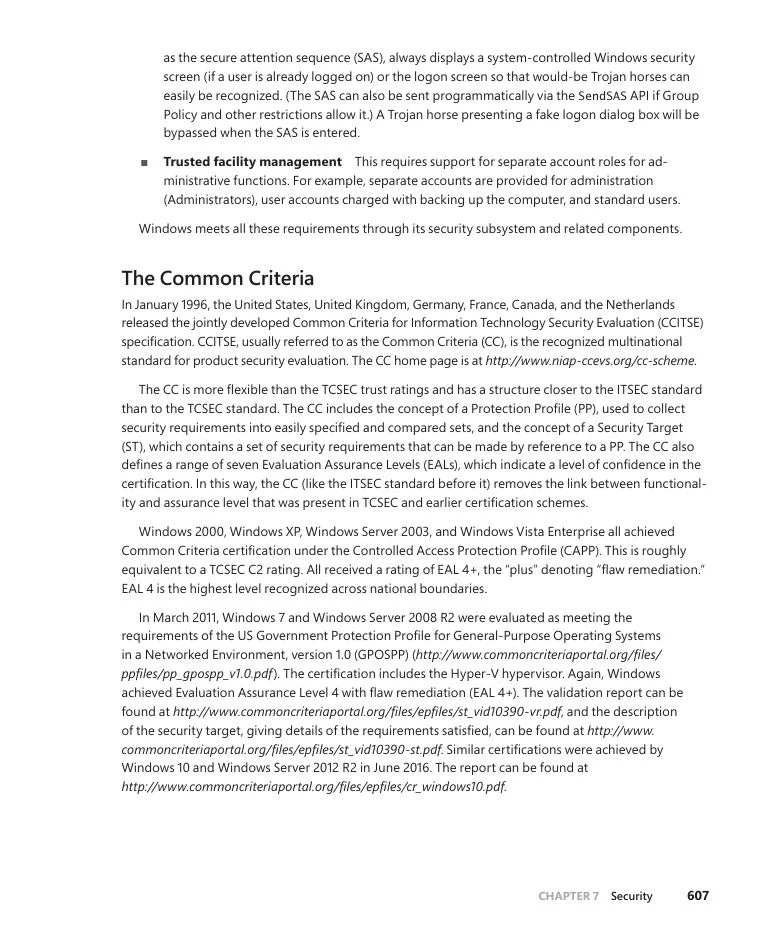 as the secure attention sequence (SAS), always displays a system-controlled Windows security
screen (if a user is already logged on) or the logon screen so that would-be Trojan horses can
easily be recognized. (The SAS can also be sent programmatically via the SendSAS API if Group
Policy and other restrictions allow it.) A Trojan horse presenting a fake logon dialog box will be
bypassed when the SAS is entered.
■ Trusted facility management This requires support for separate account roles for ad-
ministrative functions. For example, separate accounts are provided for administration
(Administrators), user accounts charged with backing up the computer, and standard users.
Windows meets all these requirements through its security subsystem and related components.
The Common Criteria
In January 1996, the United States, United Kingdom, Germany, France, Canada, and the Netherlands
released the jointly developed Common Criteria for Information Technology Security Evaluation (CCITSE)
specification. CCITSE, usually referred to as the Common Criteria (CC), is the recognized multinational
standard for product security evaluation. The CC home page is at http://www.niap-ccevs.org/cc-scheme.
The CC is more flexible than the TCSEC trust ratings and has a structure closer to the ITSEC standard
than to the TCSEC standard. The CC includes the concept of a Protection Profile (PP), used to collect
security requirements into easily specified and compared sets, and the concept of a Security Target
(ST), which contains a set of security requirements that can be made by reference to a PP. The CC also
defines a range of seven Evaluation Assurance Levels (EALs), which indicate a level of confidence in the
certification. In this way, the CC (like the ITSEC standard before it) removes the link between functional-
ity and assurance level that was present in TCSEC and earlier certification schemes.
Windows 2000, Windows XP, Windows Server 2003, and Windows Vista Enterprise all achieved
Common Criteria certification under the Controlled Access Protection Profile (CAPP). This is roughly
equivalent to a TCSEC C2 rating. All received a rating of EAL 4+, the “plus” denoting “flaw remediation.”
EAL 4 is the highest level recognized across national boundaries.
In March 2011, Windows 7 and Windows Server 2008 R2 were evaluated as meeting the
requirements of the US Government Protection Profile for General-Purpose Operating Systems
in a Networked Environment, version 1.0 (GPOSPP) (http://www.commoncriteriaportal.org/files/
ppfiles/pp_gpospp_v1.0.pdf). The certification includes the Hyper-V hypervisor. Again, Windows
achieved Evaluation Assurance Level 4 with flaw remediation (EAL 4+). The validation report can be
found at http://www.commoncriteriaportal.org/files/epfiles/st_vid10390-vr.pdf, and the description
of the security target, giving details of the requirements satisfied, can be found at http://www.
commoncriteriaportal.org/files/epfiles/st_vid10390-st.pdf. Similar certifications were achieved by
Windows 10 and Windows Server 2012 R2 in June 2016. The report can be found at
http://www.commoncriteriaportal.org/files/epfiles/cr_windows10.pdf.
CHAPTER 7 Security 607